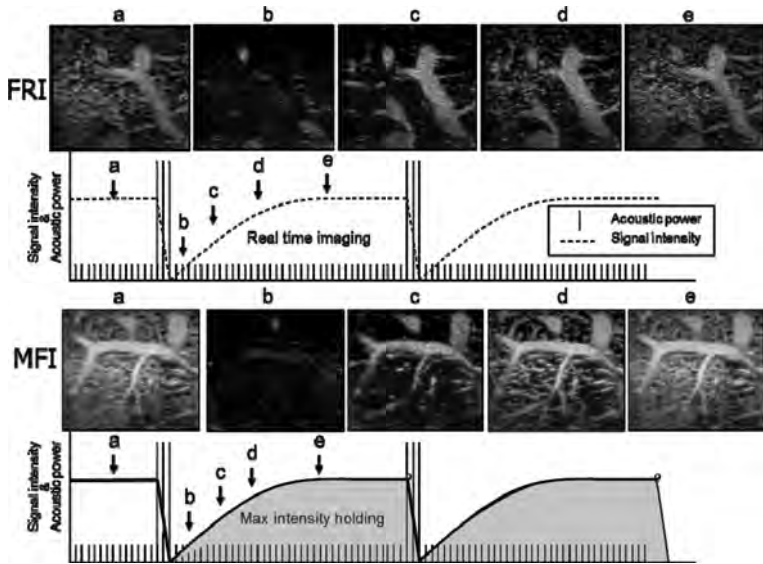 a b c d e
FRI
Signal intensity
&
Acoustic power
a
b
c
d
e
Real time imaging
Acoustic power
Signal intensity
a b c d e
MFI
Signal intensity
&
Acoustic power
a
b
c
d
e
Max intensity holding